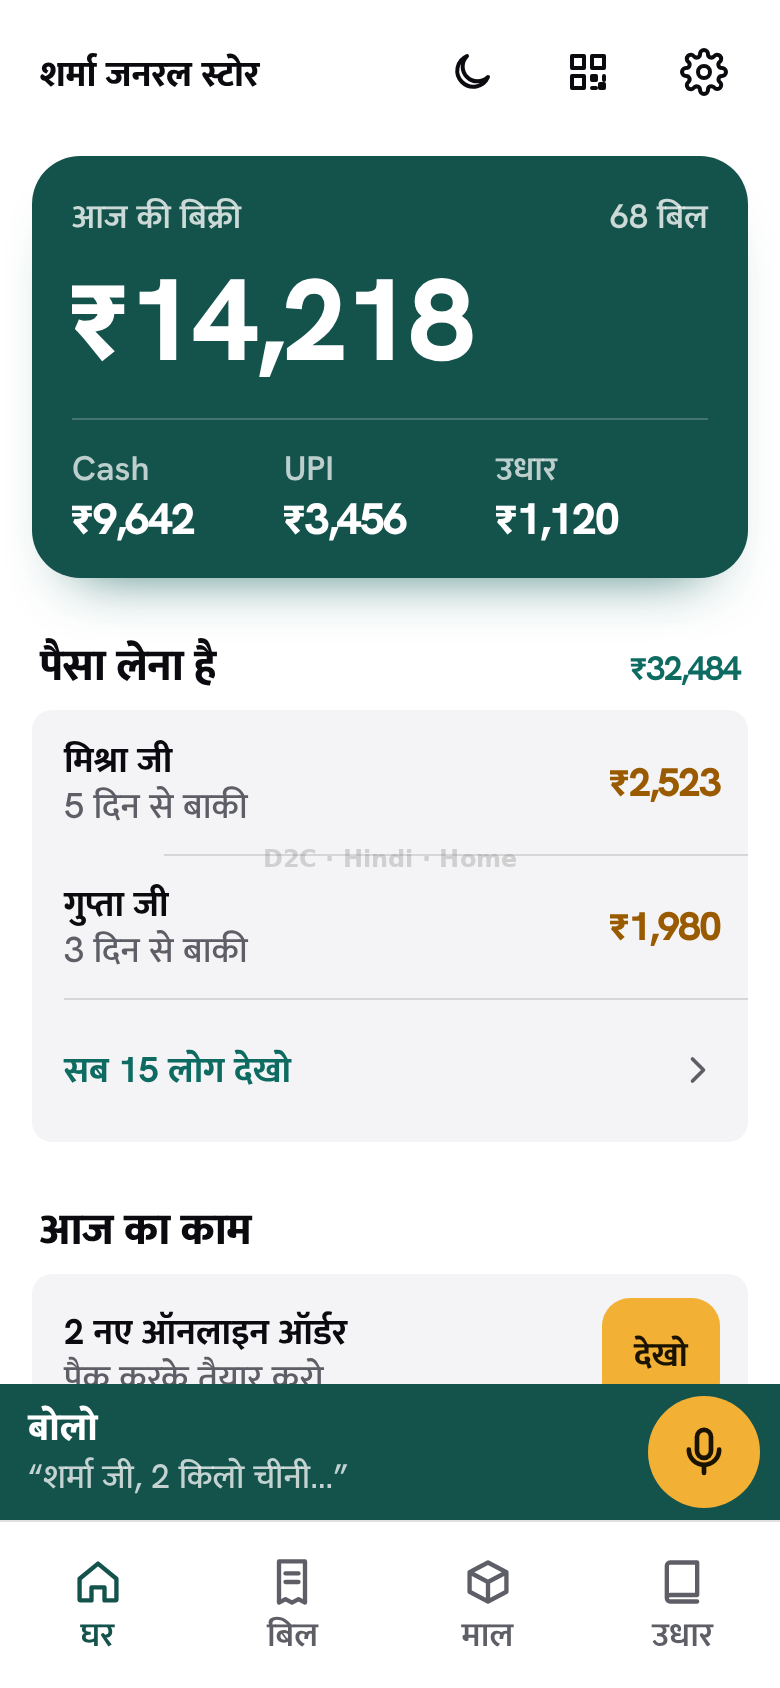 शर्मा जनरल स्टोर
आज की बिक्री 68 बिल
₹14,218
Cash UPI उधार
₹9,642 ₹3,456 ₹1,120
पैसा लेना है ₹32,484
मिश्रा जी
₹2,523
5 दिन से बाकी
D2C · Hindi · Home
गुप्ता जी
₹1,980
3 दिन से बाकी
सब 15 लोग देखो
आज का काम
2 नए ऑनलाइन ऑर्डर
देखो
पैक करके तैयार करो
बोलो
“शर्मा जी, 2 किलो चीनी...”
घर बिल माल उधार